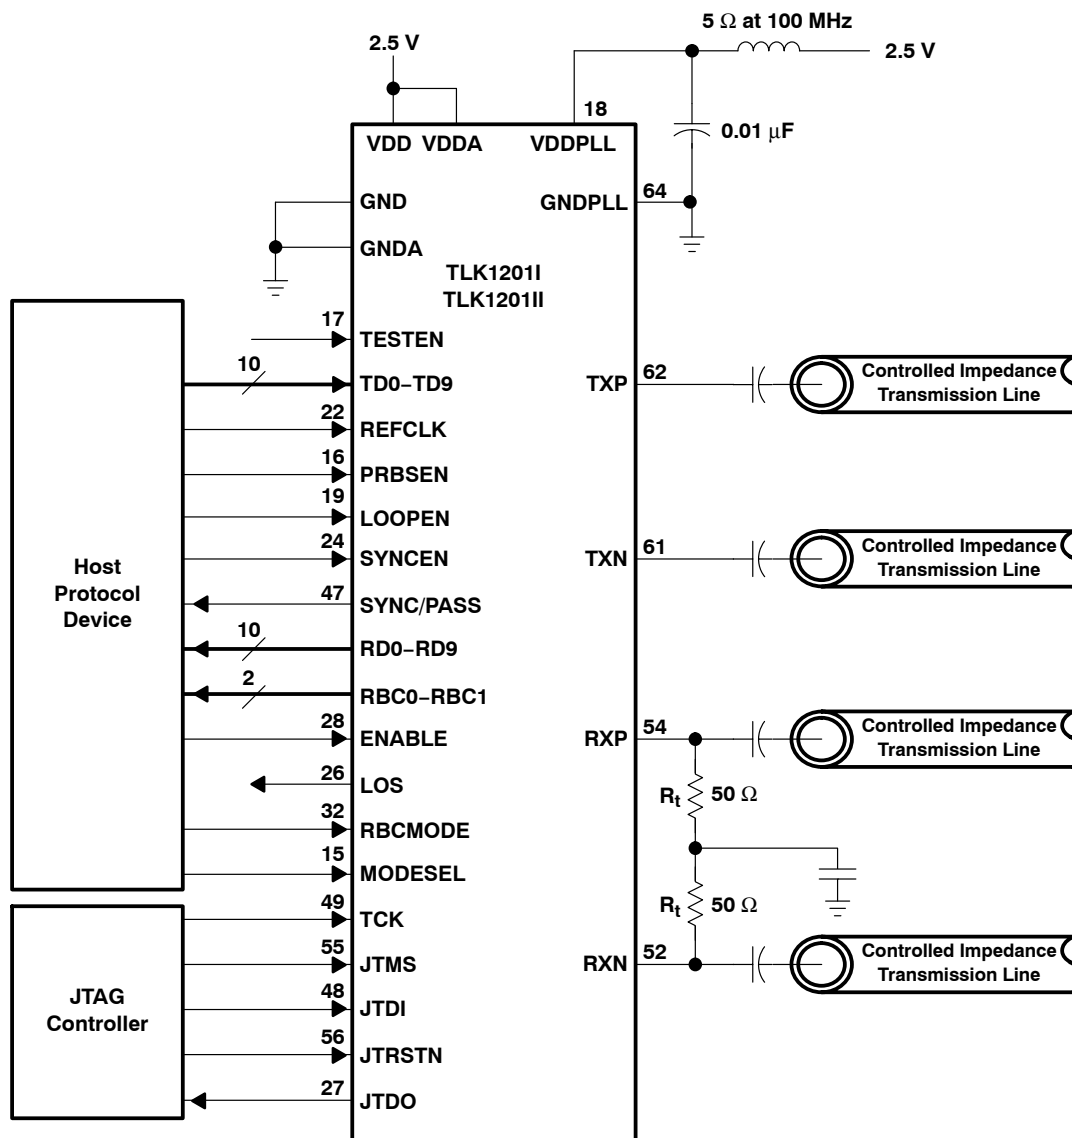 5 Ω at 100 MHz
2.5 V
2.5 V
18
0.01 µF
VDD VDDA VDDPLL
GND
GNDPLL
64
GNDA
TLK1201I
TLK1201II
17
TESTEN
10
TD0–TD9
TXP
62
Controlled Impedance
Transmission Line
22
REFCLK
16
PRBSEN
19
LOOPEN
24
SYNCEN
TXN
61
Controlled Impedance
Transmission Line
Host
Protocol
Device
47
SYNC/PASS
10
RD0–RD9
2
RBC0–RBC1
28
ENABLE
RXP
54
Controlled Impedance
Transmission Line
26
LOS
Rt
50 Ω
32
RBCMODE
15
MODESEL
49
TCK
Rt
50 Ω
55
JTMS
RXN
52
Controlled Impedance
Transmission Line
JTAG
Controller
48
JTDI
56
JTRSTN
27
JTDO